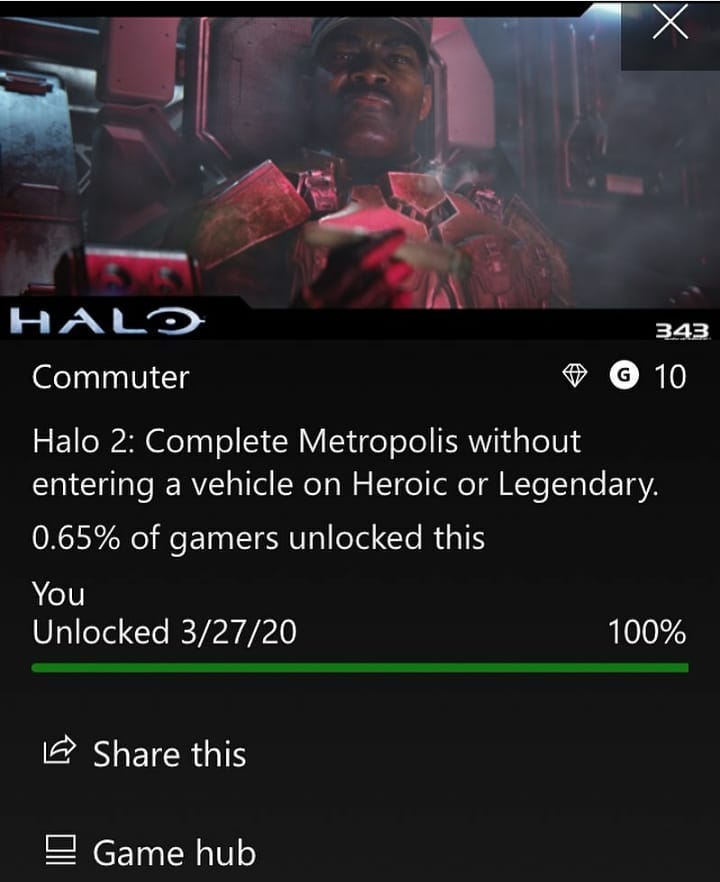 HALO
343
Commuter
G 10
Halo 2: Complete Metropolis without
entering a vehicle on Heroic or Legendary.
0.65% of gamers unlocked this
You
Unlocked 3/27/20 100%
Share this
Game hub